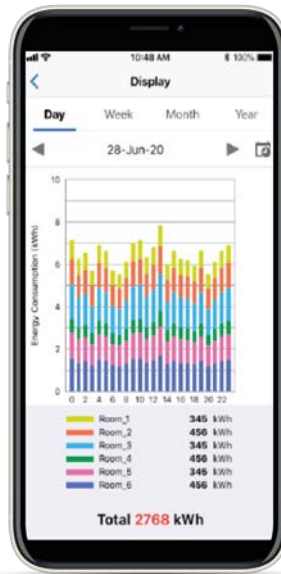 10:48 AM
100%
Display
Day Week Month Year
28-Jun-20
Energy Consumption (kWh)
10
8
6
4
2
0
0 2 4 6 8 10 12 14 16 18 20 22
Room_1 345 kWh
Room_2 456 kWh
Room_3 345 kWh
Room_4 456 kWh
Room_5 345 kWh
Room_6 456 kWh
Total 2768 kWh